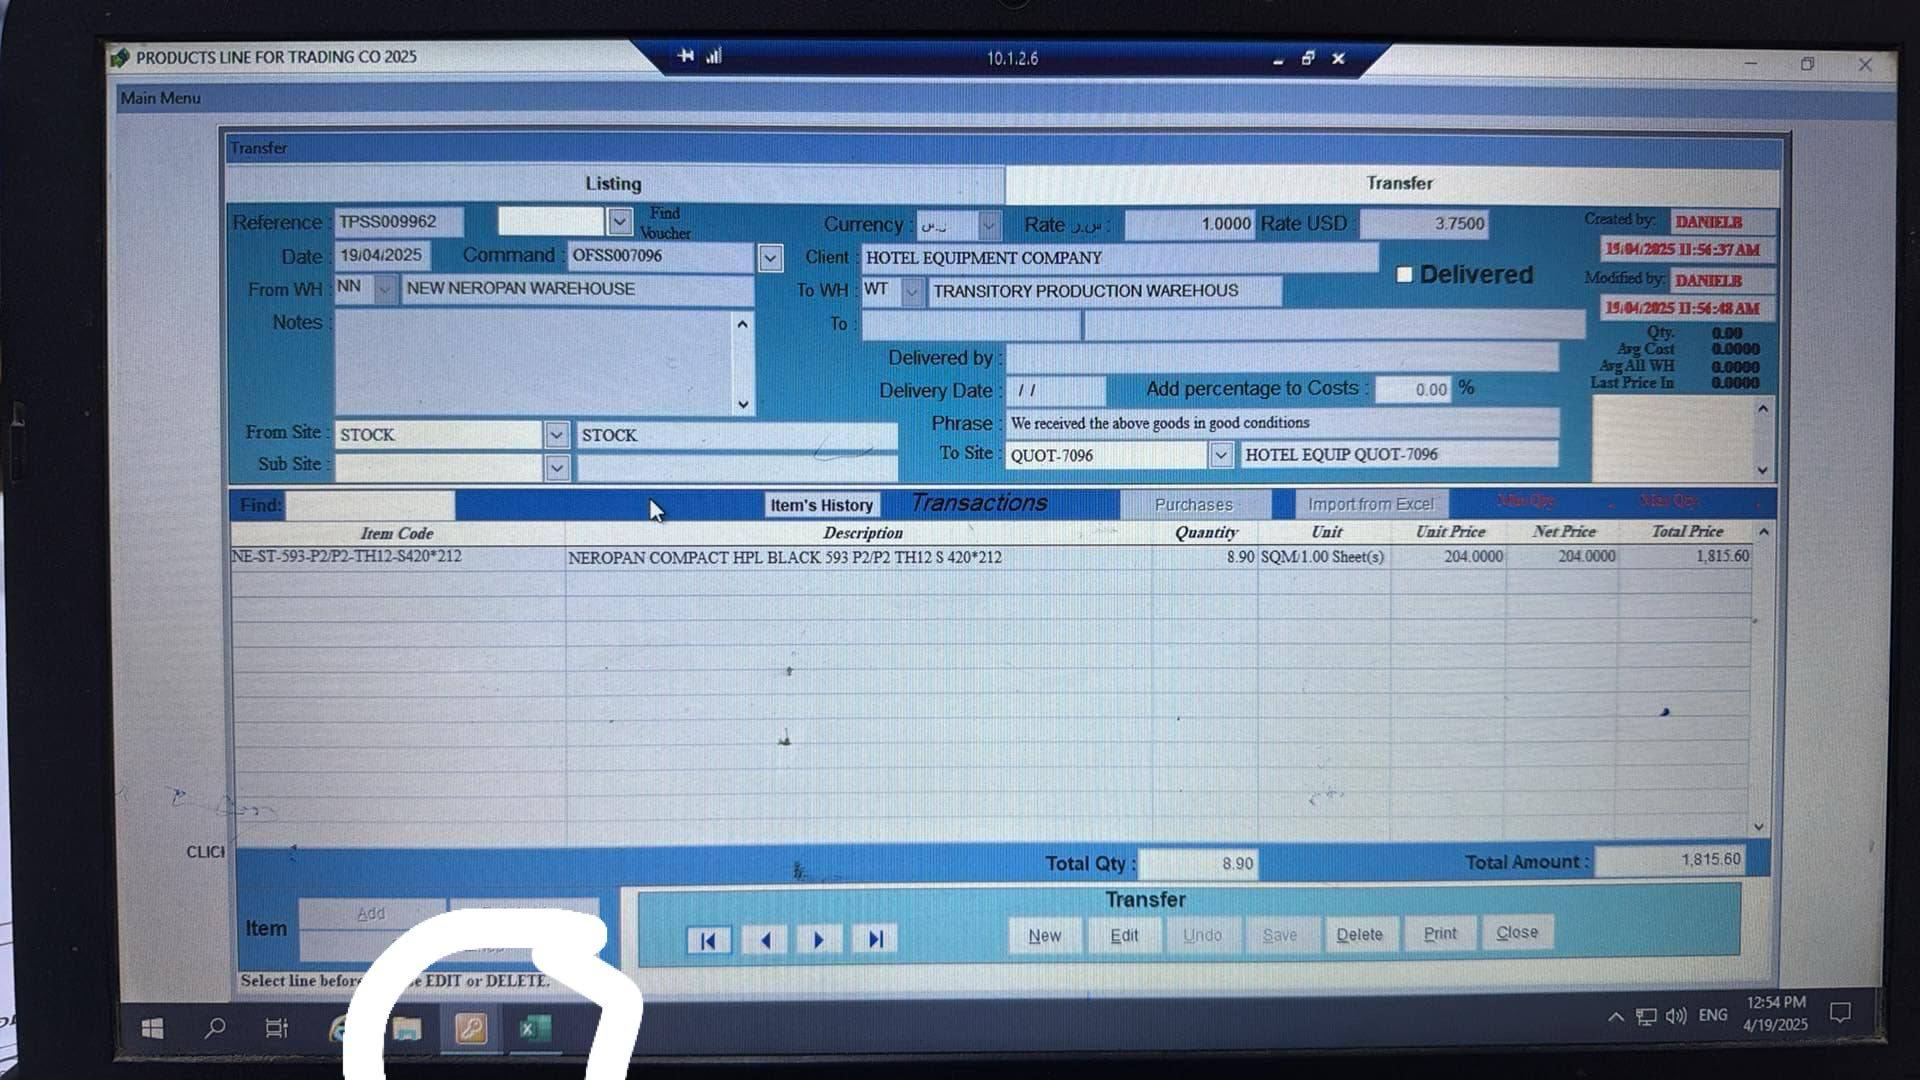 PRODUCTS LINE FOR TRADING CO 2025
10.1.2.6
Main Menu
Transfer
Listing
Transfer
Reference : TPSS009962
Find Voucher
Currency : ر.س
Rate ر.س. : 1.0000
Rate USD : 3.7500
Created by: DANIELB
19/04/2025 11:56:37 AM
Date : 19/04/2025
Command : OFSS007096
Client : HOTEL EQUIPMENT COMPANY
Delivered
Modified by: DANIELB
19/04/2025 11:56:48 AM
From WH : NN NEW NEROPAN WAREHOUSE
To WH : WT TRANSITORY PRODUCTION WAREHOUS
Notes :
To :
Qty. 0.00
Avg Cost 0.0000
Avg All WH 0.0000
Last Price In 0.0000
Delivered by :
Delivery Date : / /
Add percentage to Costs : 0.00 %
Phrase : We received the above goods in good conditions
From Site : STOCK STOCK
To Site : QUOT-7096 HOTEL EQUIP QUOT-7096
Sub Site :
Find:
Item's History
Transactions
Purchases
Import from Excel
Item Code Description Quantity Unit Unit Price Net Price Total Price
NE-ST-593-P2/P2-TH12-S420*212 NEROPAN COMPACT HPL BLACK 593 P2/P2 TH12 S 420*212 8.90 SQM/1.00 Sheet(s) 204.0000 204.0000 1,815.60
CLICI
Total Qty : 8.90
Total Amount : 1,815.60
Item
Add
Transfer
New Edit Undo Save Delete Print Close
Select line before EDIT or DELETE.
ENG
12:54 PM
4/19/2025